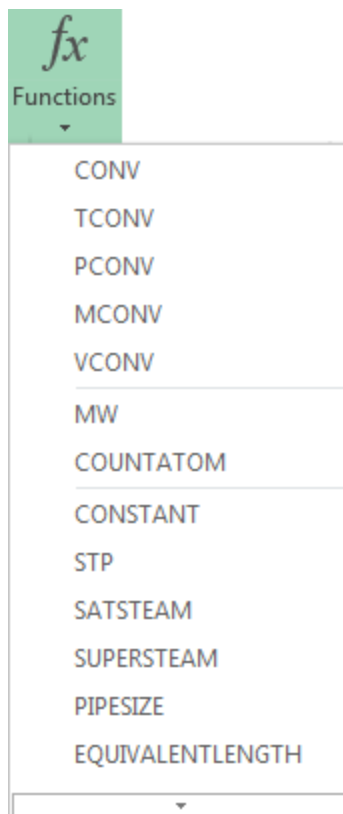 fx
Functions
CONV
TCONV
PCONV
MCONV
VCONV
MW
COUNTATOM
CONSTANT
STP
SATSTEAM
SUPERSTEAM
PIPESIZE
EQUIVALENTLENGTH